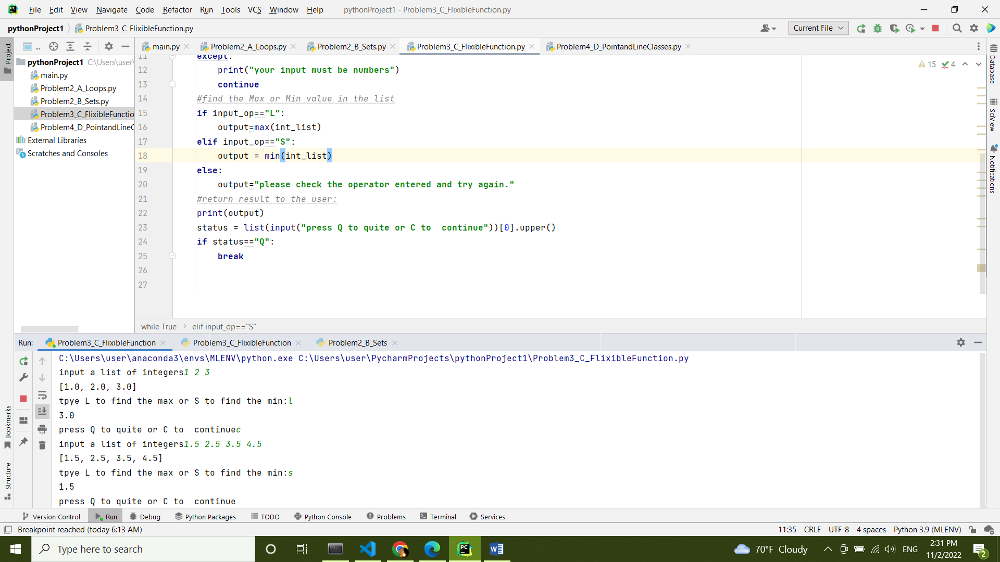 File Edit View Navigate Code Refactor Run Tools VCS Window Help pythonProject1 - Problem3_C_FlixibleFunction.py
pythonProject1 Problem3_C_FlixibleFunction.py Current File
Project
... main.py Problem2_A_Loops.py Problem2_B_Sets.py Problem3_C_FlixibleFunction.py Problem4_D_PointandLineClasses.py
pythonProject1 C:\Users\user\
main.py
Problem2_A_Loops.py
Problem2_B_Sets.py
Problem3_C_FlixibleFunctio
Problem4_D_PointandLineC
External Libraries
Scratches and Consoles
11 except:
12 print("your input must be numbers")
13 continue
14 #find the Max or Min value in the list
15 if input_op=="L":
16 output=max(int_list)
17 elif input_op=="S":
18 output = min(int_list)
19 else:
20 output="please check the operator entered and try again."
21 #return result to the user:
22 print(output)
23 status = list(input("press Q to quite or C to  continue"))[0].upper()
24 if status=="Q":
25 break
26
27
15 4
Database
SciView
Notifications
while True elif input_op=="S"
Run: Problem3_C_FlixibleFunction Problem3_C_FlixibleFunction Problem2_B_Sets
C:\Users\user\anaconda3\envs\MLENV\python.exe C:\Users\user\PycharmProjects\pythonProject1\Problem3_C_FlixibleFunction.py
input a list of integers1 2 3
[1.0, 2.0, 3.0]
tpye L to find the max or S to find the min:l
3.0
press Q to quite or C to  continuec
input a list of integers1.5 2.5 3.5 4.5
[1.5, 2.5, 3.5, 4.5]
tpye L to find the max or S to find the min:s
1.5
press Q to quite or C to  continue
Bookmarks
Structure
Version Control Run Debug Python Packages TODO Python Console Problems Terminal Services
Breakpoint reached (today 6:13 AM) 11:35 CRLF UTF-8 4 spaces Python 3.9 (MLENV)
Type here to search 70°F Cloudy ENG 2:31 PM
11/2/2022 2